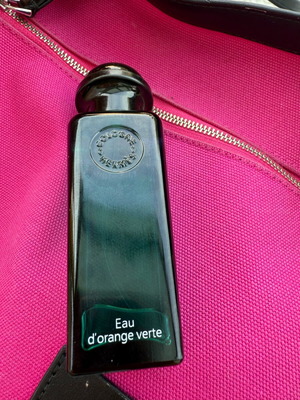 COLOGNE
HERMÈS
Eau
d'orange verte